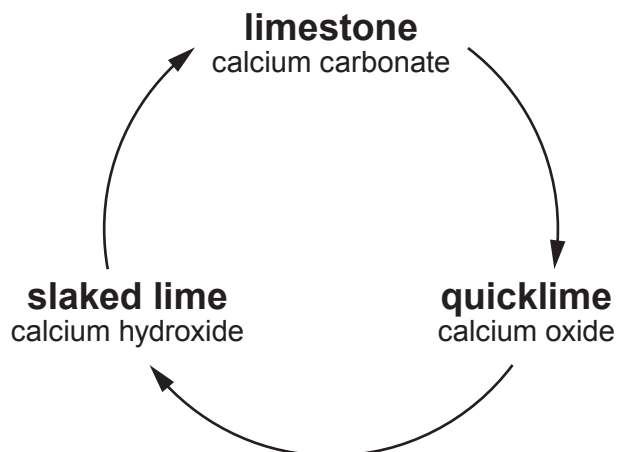 limestone
calcium carbonate
slaked lime
calcium hydroxide
quicklime
calcium oxide